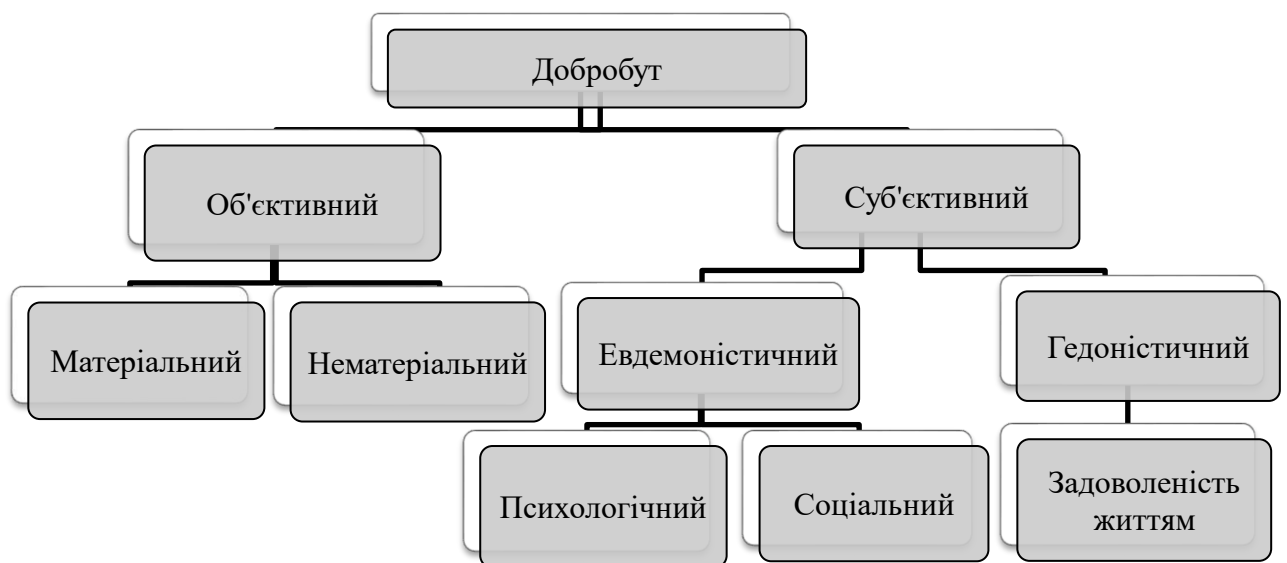 Добробут
Об'єктивний
Суб'єктивний
Матеріальний
Нематеріальний
Евдемоністичний
Гедоністичний
Психологічний
Соціальний
Задоволеність
життям